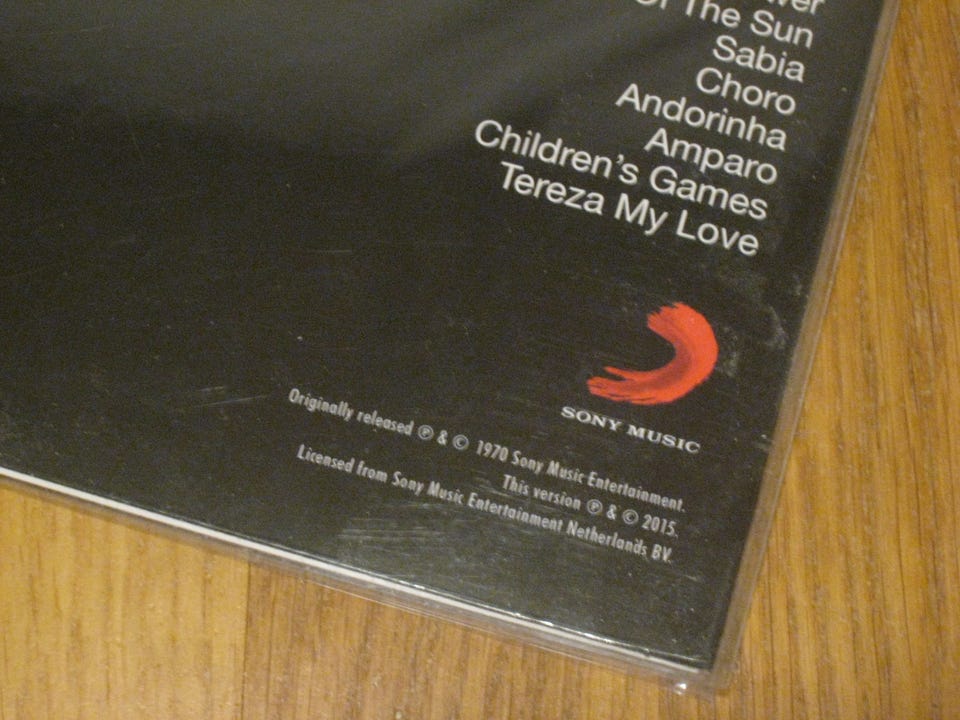 Of The Sun
Sabia
Choro
Andorinha
Amparo
Children's Games
Tereza My Love
SONY MUSIC
Originally released ℗ & © 1970 Sony Music Entertainment.
This version ℗ & © 2015.
Licensed from Sony Music Entertainment Netherlands BV.